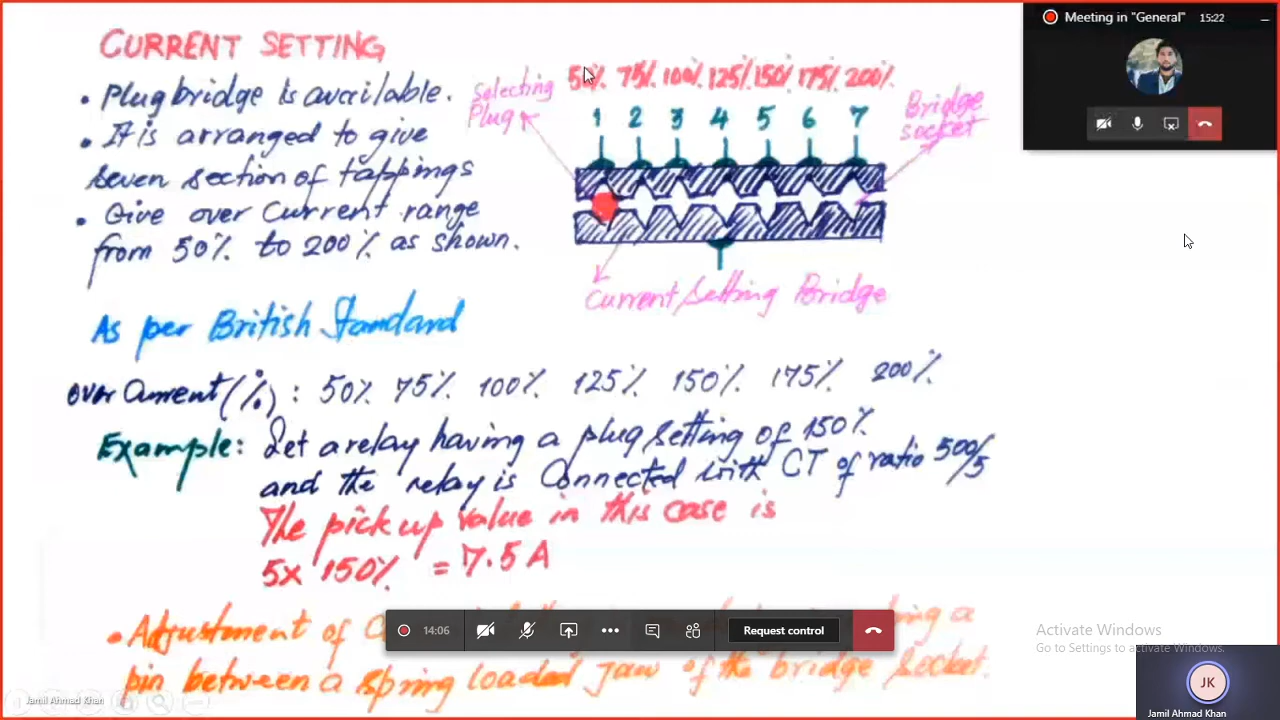 CURRENT SETTING
• Plug bridge is available.
• It is arranged to give
seven section of tappings
• Give over current range
from 50% to 200% as shown.
Selecting
Plug
50% 75% 100% 125% 150% 175% 200%
1 2 3 4 5 6 7
Bridge
socket
Current Setting Bridge
As per British Standard
Over Current (%) : 50% 75% 100% 125% 150% 175% 200%
Example: Let a relay having a plug setting of 150%
and the relay is connected with CT of ratio 500/5
The pick up value in this case is
5x 150% = 7.5 A
• Adjustment of a
pin between a spring loaded jaw of the bridge socket.
Meeting in "General" 15:22
14:06
Request control
Activate Windows
Go to Settings to activate Windows.
JK
Jamil Ahmad Khan
Jamil Ahmad Khan